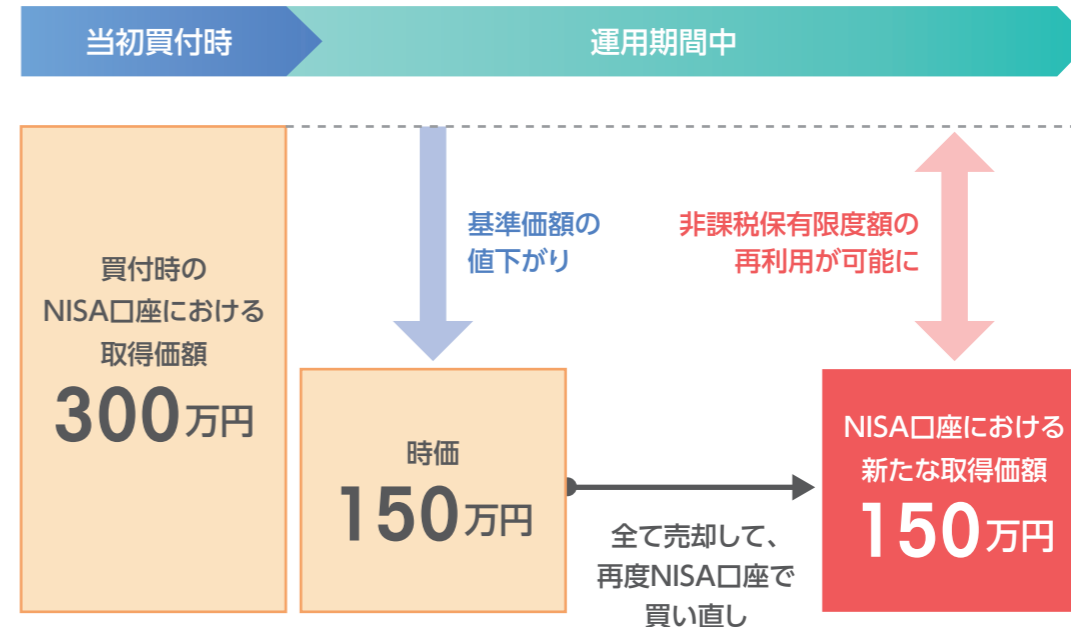 当初買付時
運用期間中
買付時の
NISA口座における
取得価額
300万円
基準価額の
値下がり
非課税保有限度額の
再利用が可能に
時価
150万円
全て売却して、
再度NISA口座で
買い直し
NISA口座における
新たな取得価額
150万円